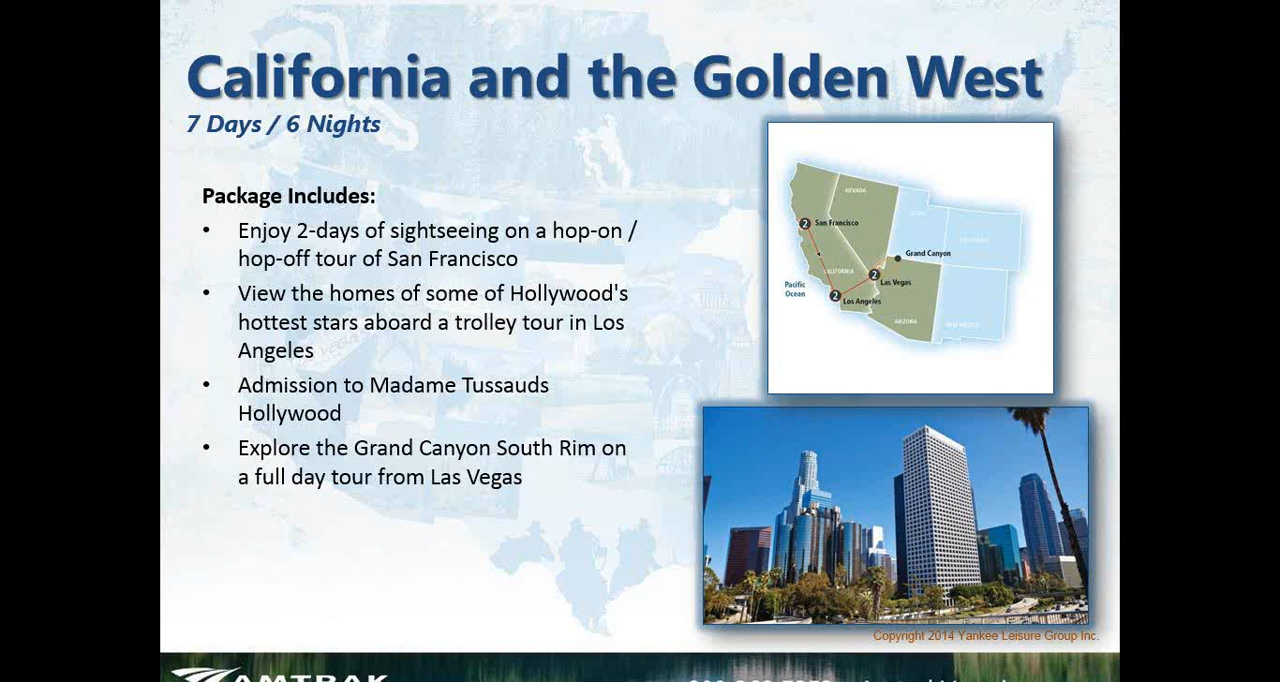 California and the Golden West
7 Days / 6 Nights
Package Includes:
• Enjoy 2-days of sightseeing on a hop-on /
hop-off tour of San Francisco
• View the homes of some of Hollywood's
hottest stars aboard a trolley tour in Los
Angeles
• Admission to Madame Tussauds
Hollywood
• Explore the Grand Canyon South Rim on
a full day tour from Las Vegas
NEVADA
2 San Francisco
Grand Canyon
CALIFORNIA
2 Las Vegas
Pacific
Ocean
2 Los Angeles
ARIZONA
NEW MEXICO
Copyright 2014 Yankee Leisure Group Inc.
AMTRAK